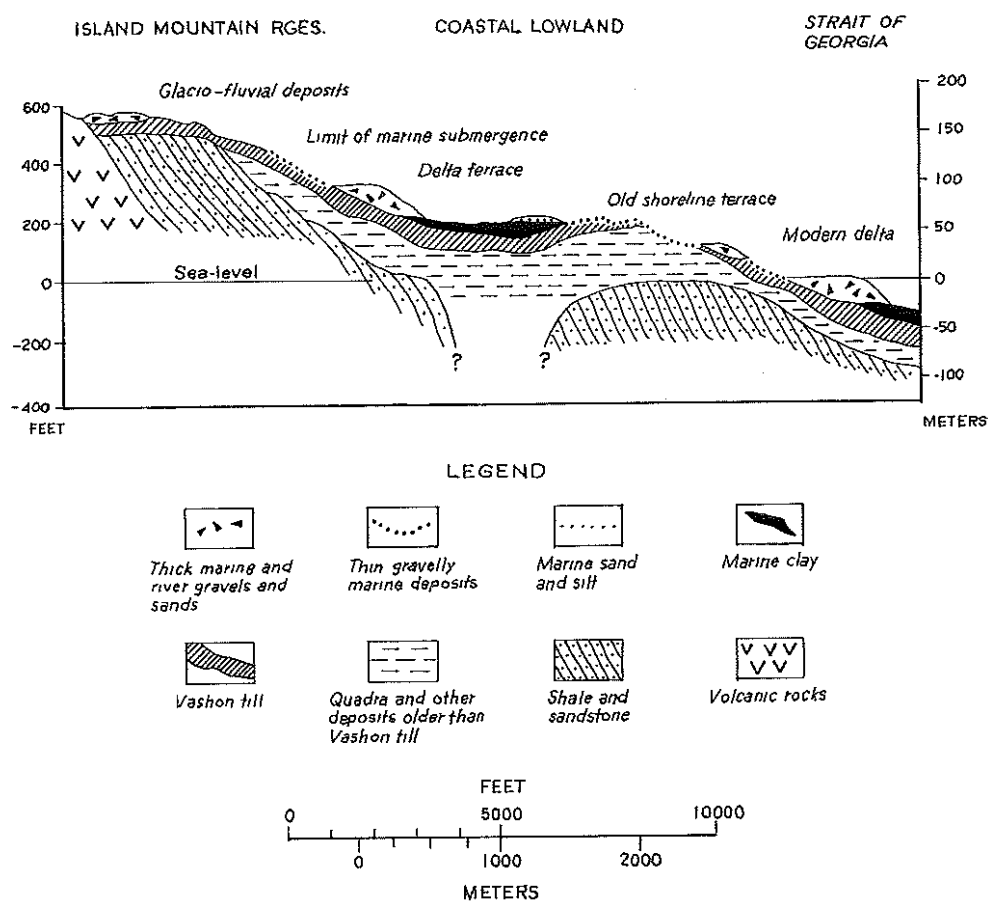 ISLAND MOUNTAIN RGES.
COASTAL LOWLAND
STRAIT OF
GEORGIA
Glacio-fluvial deposits
Limit of marine submergence
Delta terrace
Old shoreline terrace
Modern delta
Sea-level
600
400
200
0
-200
-400
FEET
200
150
100
50
0
-50
-100
METERS
?
?
LEGEND
Thick marine and
river gravels and
sands
Thin gravelly
marine deposits
Marine sand
and silt
Marine clay
Vashon till
Quadra and other
deposits older than
Vashon till
Shale and
sandstone
Volcanic rocks
FEET
0 5000 10000
0 1000 2000
METERS